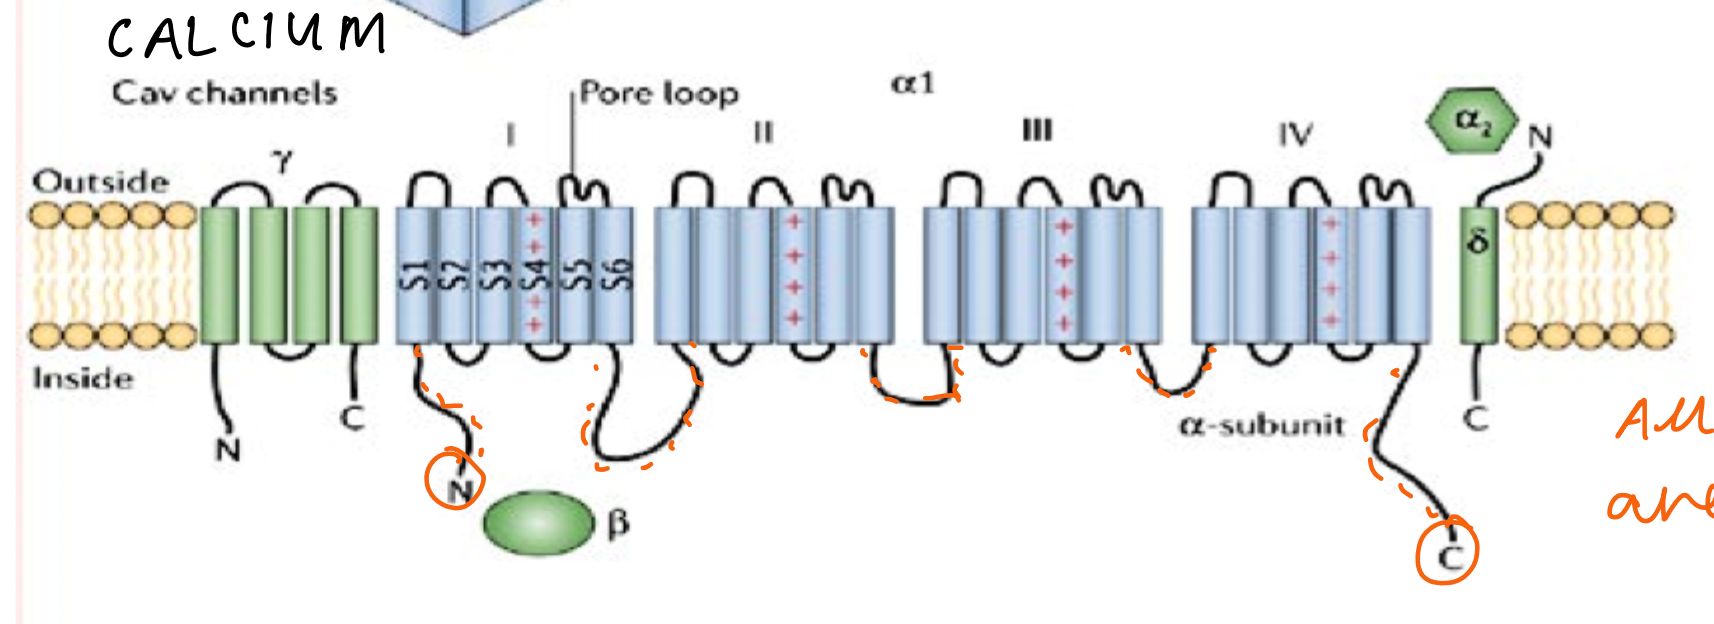 CALCIUM
Cav channels
Pore loop
α1
γ
I
II
III
IV
α₂
N
Outside
δ
S1 S2 S3 S4 S5 S6
+ + + +
+ + + +
+ + + +
+ + + +
Inside
N
C
α-subunit
C
All
are
N
β
C